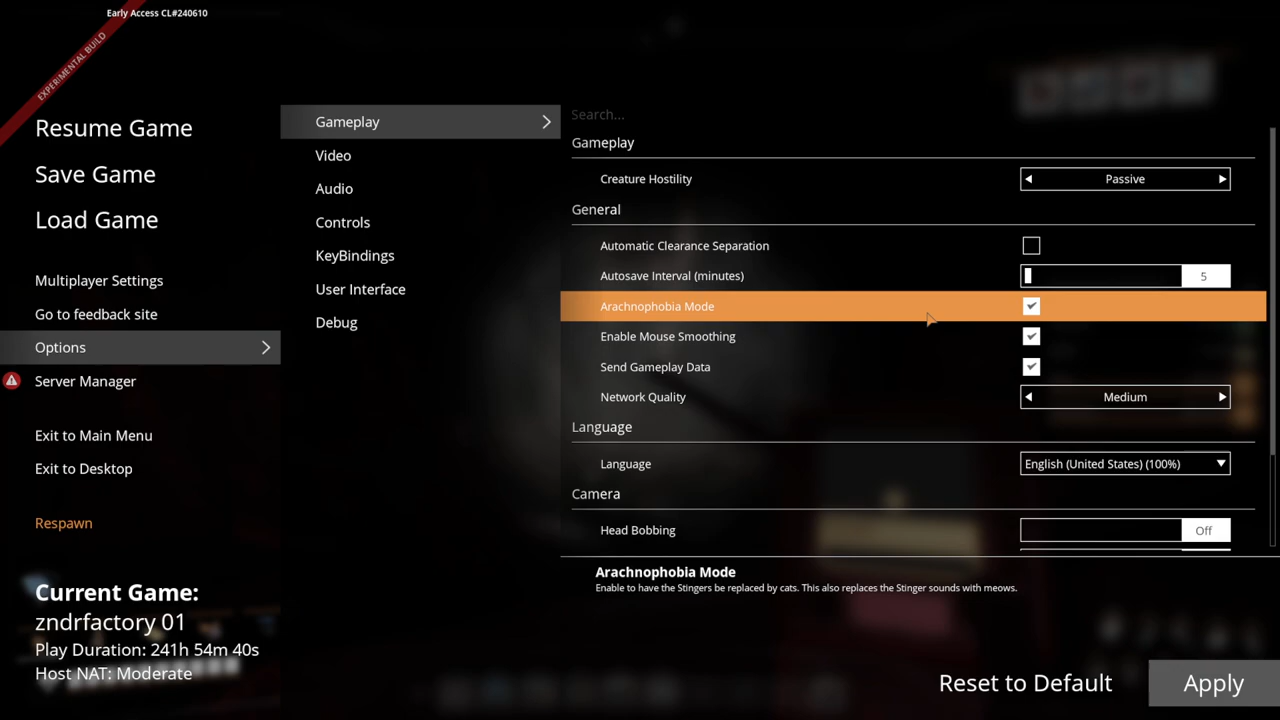 Early Access CL#240610
EXPERIMENTAL BUILD
Resume Game
Save Game
Load Game
Multiplayer Settings
Go to feedback site
Options
Server Manager
Exit to Main Menu
Exit to Desktop
Respawn
Current Game:
zndrfactory 01
Play Duration: 241h 54m 40s
Host NAT: Moderate
Gameplay
Video
Audio
Controls
KeyBindings
User Interface
Debug
Search...
Gameplay
Creature Hostility Passive
General
Automatic Clearance Separation
Autosave Interval (minutes) 5
Arachnophobia Mode
Enable Mouse Smoothing
Send Gameplay Data
Network Quality Medium
Language
Language English (United States) (100%)
Camera
Head Bobbing Off
Arachnophobia Mode
Enable to have the Stingers be replaced by cats. This also replaces the Stinger sounds with meows.
Reset to Default Apply